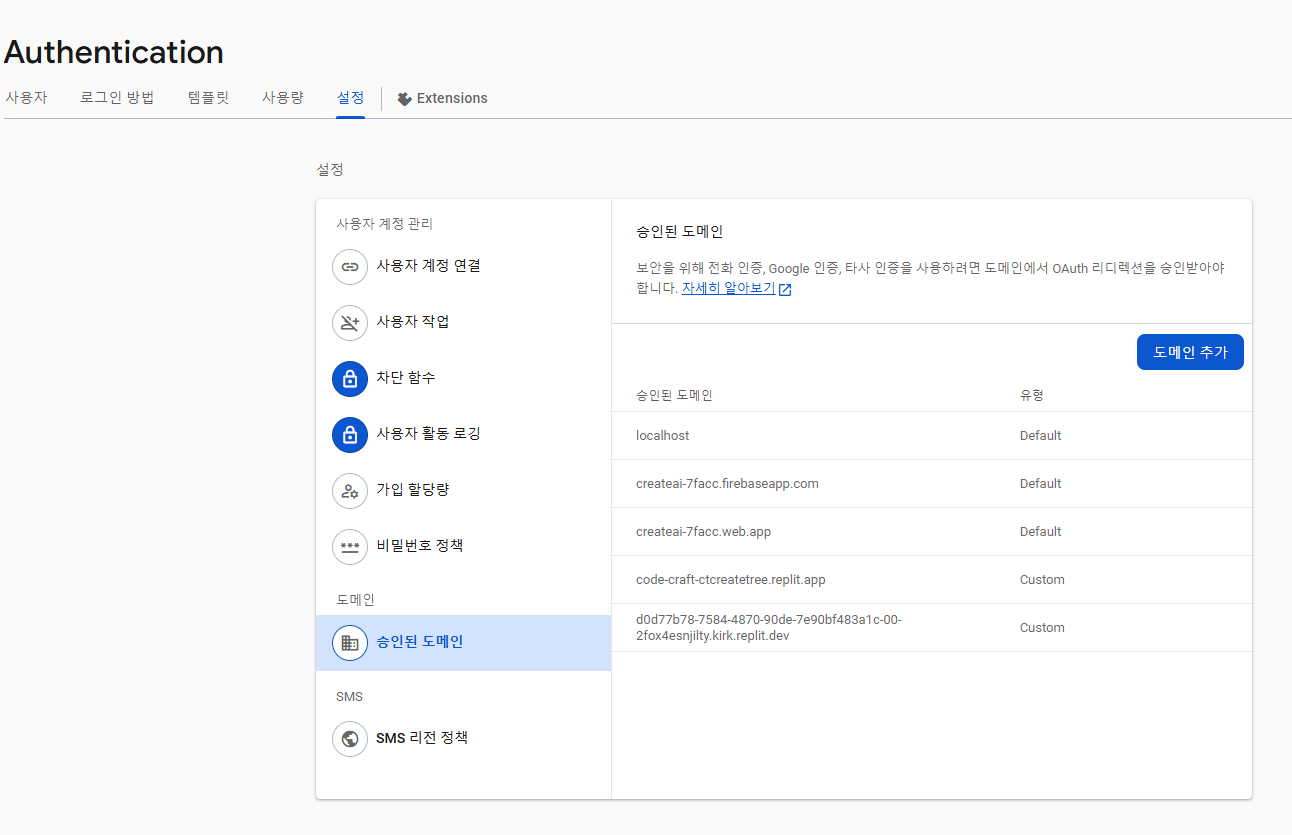 Authentication
사용자
로그인 방법
템플릿
사용량
설정
Extensions
설정
사용자 계정 관리
사용자 계정 연결
사용자 작업
차단 함수
사용자 활동 로깅
가입 할당량
비밀번호 정책
도메인
승인된 도메인
SMS
SMS 리전 정책
승인된 도메인
보안을 위해 전화 인증, Google 인증, 타사 인증을 사용하려면 도메인에서 OAuth 리디렉션을 승인받아야
합니다. 자세히 알아보기
도메인 추가
승인된 도메인 유형
localhost Default
createai-7facc.firebaseapp.com Default
createai-7facc.web.app Default
code-craft-ctcreatetree.replit.app Custom
d0d77b78-7584-4870-90de-7e90bf483a1c-00-
2fox4esnjilty.kirk.replit.dev Custom